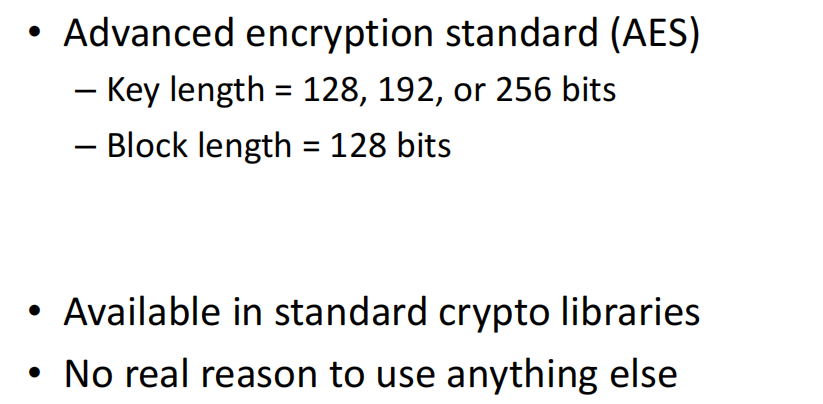 • Advanced encryption standard (AES)
– Key length = 128, 192, or 256 bits
– Block length = 128 bits
• Available in standard crypto libraries
• No real reason to use anything else